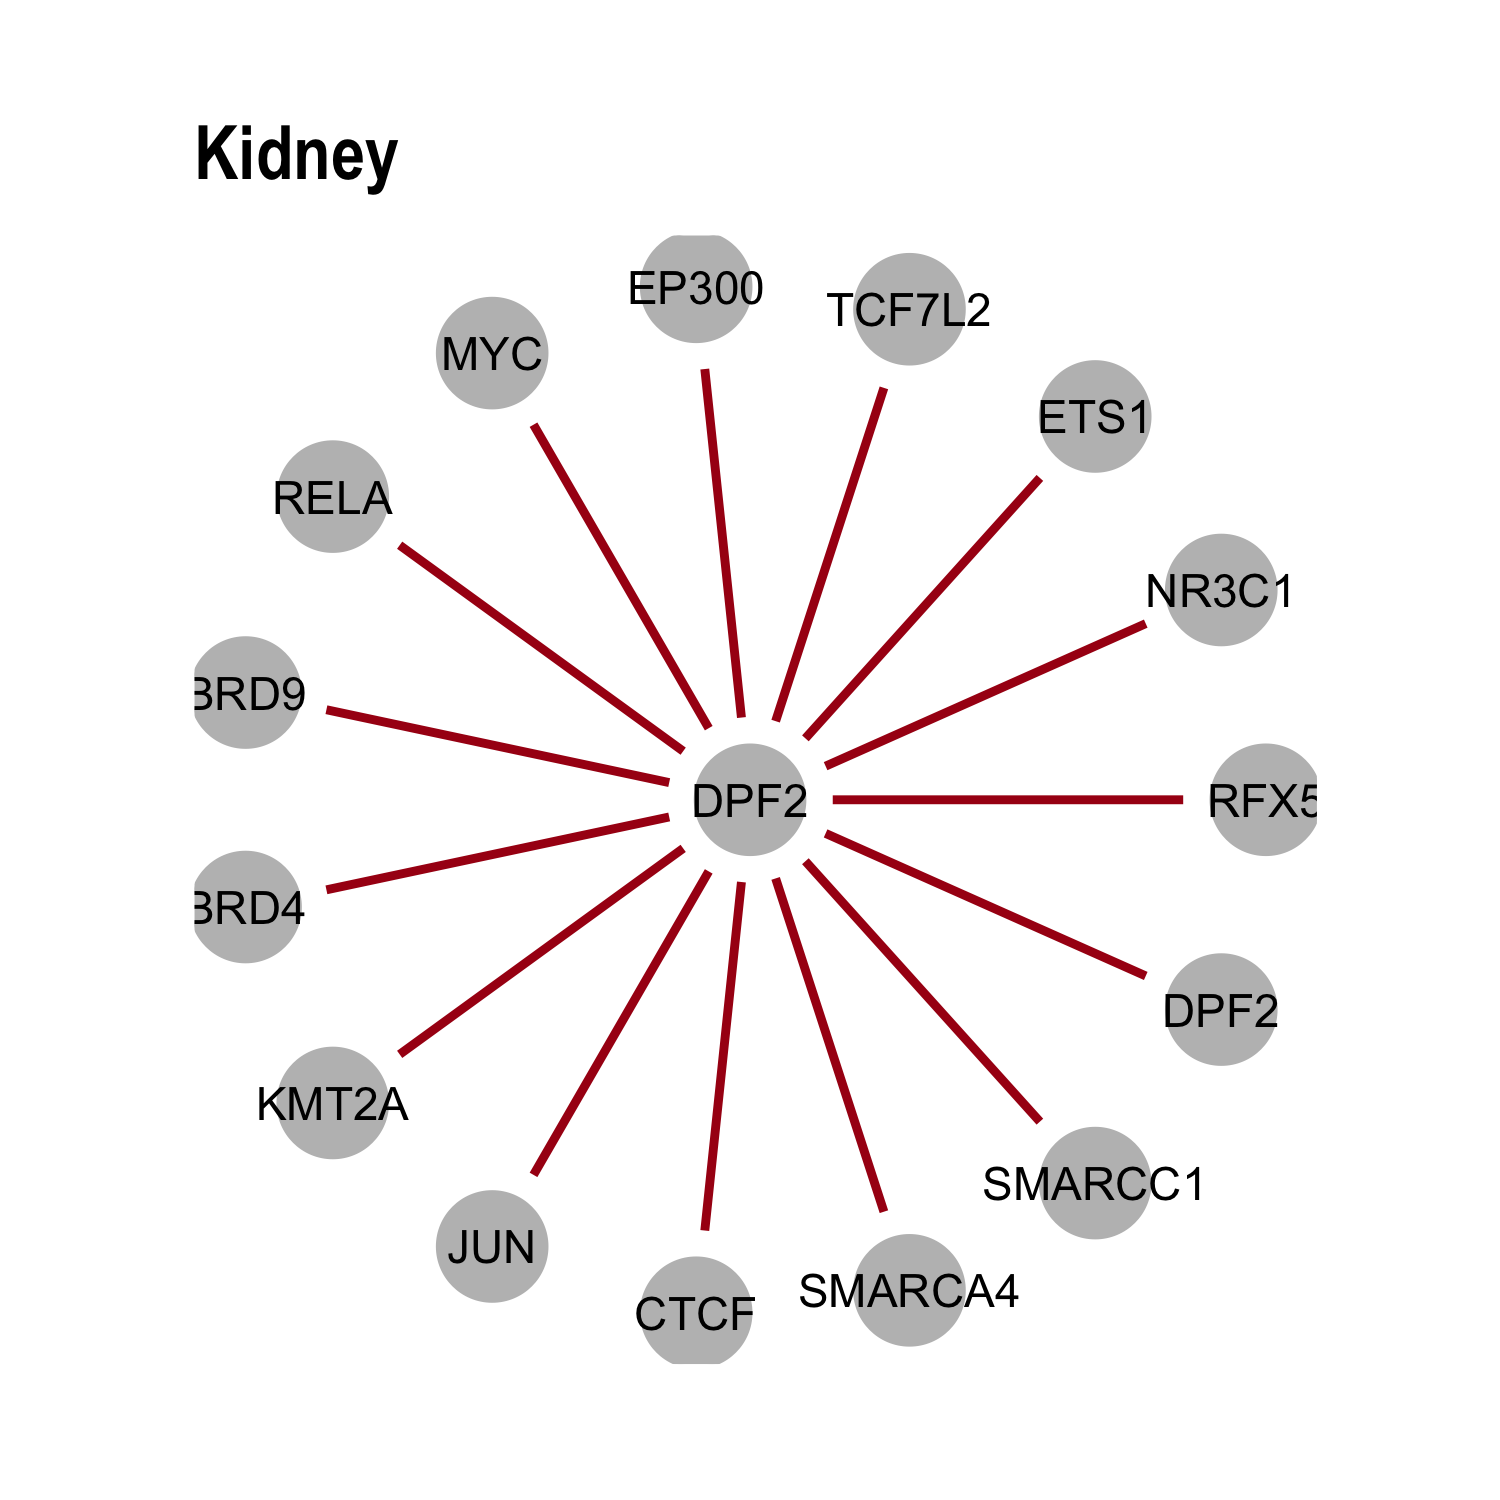 Kidney
EP300
TCF7L2
MYC
ETS1
RELA
NR3C1
BRD9
DPF2
RFX5
BRD4
DPF2
KMT2A
SMARCC1
JUN
SMARCA4
CTCF